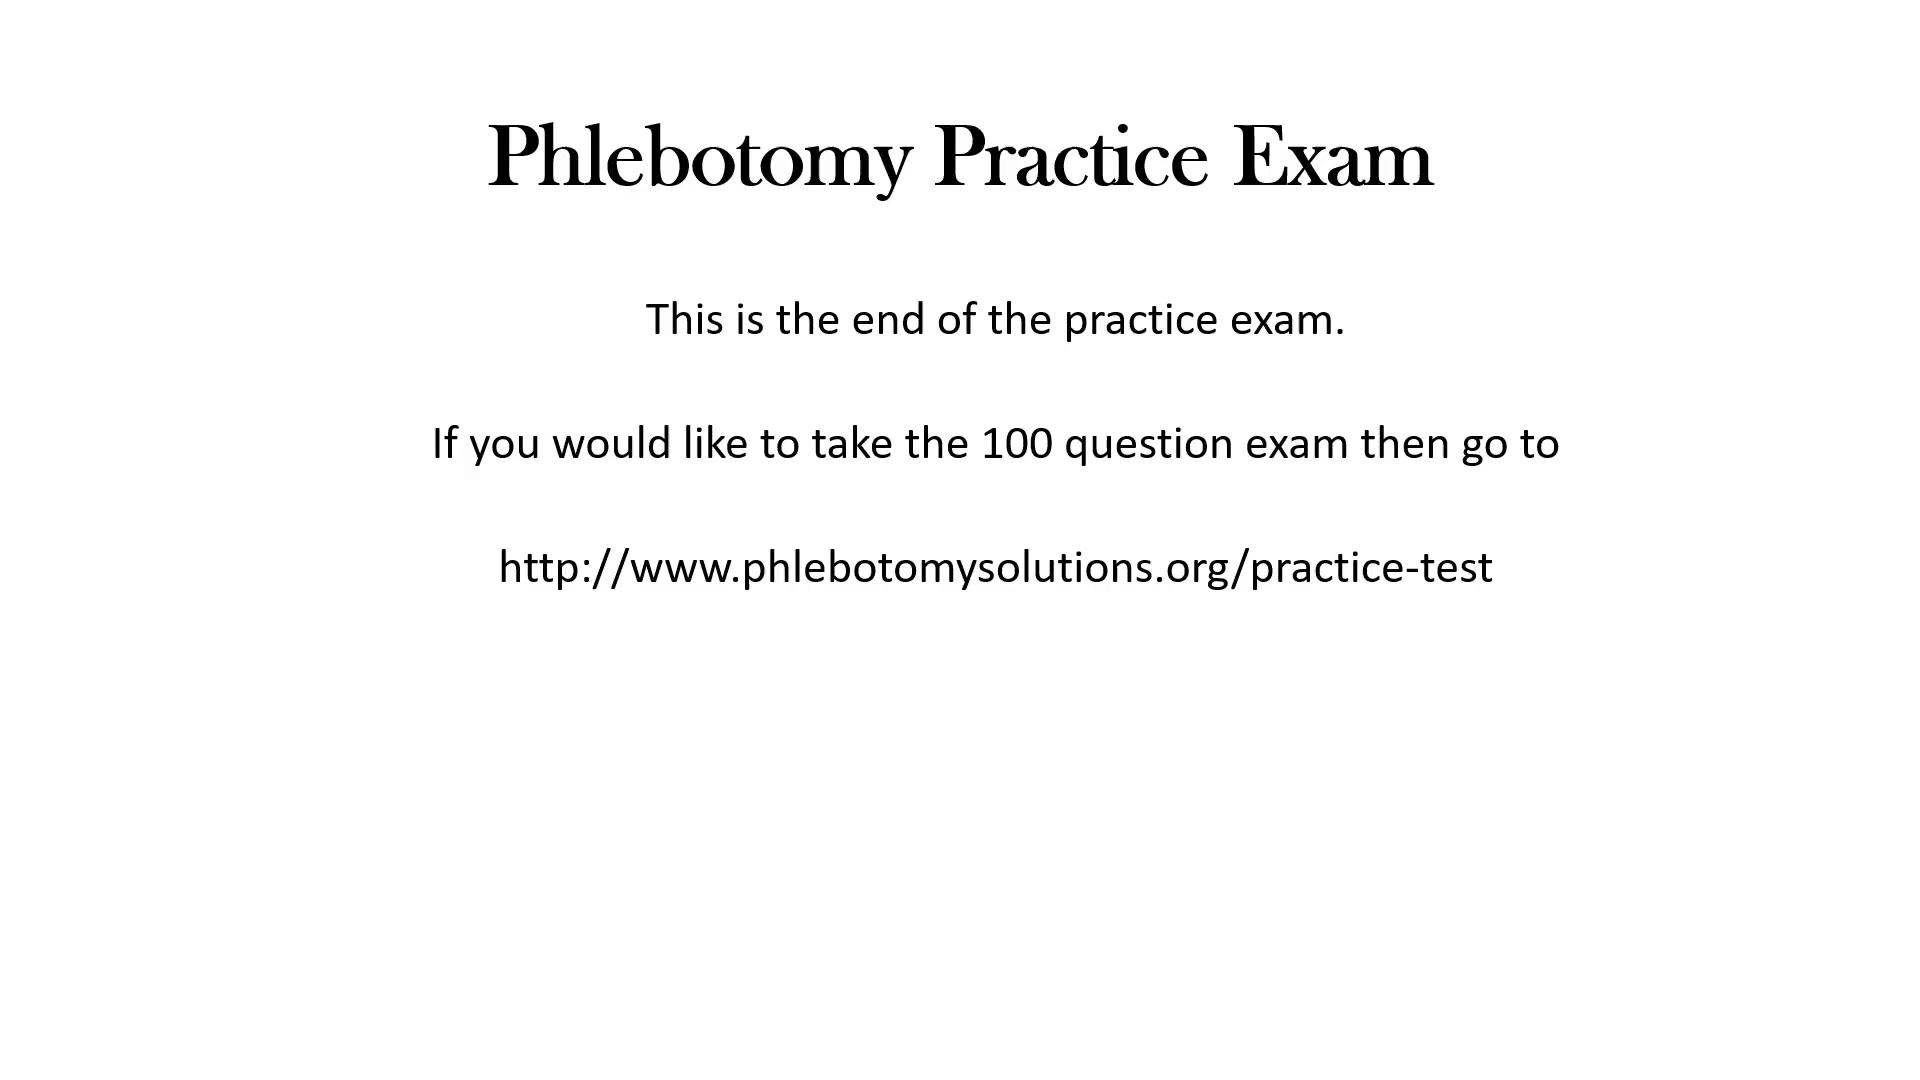 Phlebotomy Practice Exam
This is the end of the practice exam.
If you would like to take the 100 question exam then go to
http://www.phlebotomysolutions.org/practice-test